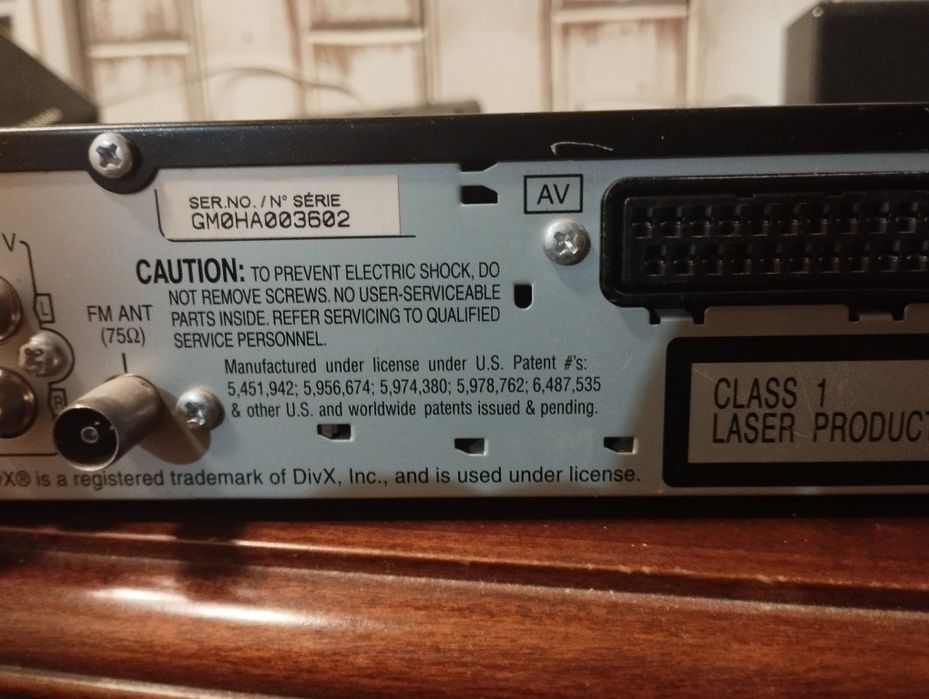 SER.NO./N° SÉRIE
GM0HA003602
AV
V
L
R
FM ANT
(75Ω)
CAUTION: TO PREVENT ELECTRIC SHOCK, DO
NOT REMOVE SCREWS. NO USER-SERVICEABLE
PARTS INSIDE. REFER SERVICING TO QUALIFIED
SERVICE PERSONNEL.
Manufactured under license under U.S. Patent #'s:
5,451,942; 5,956,674; 5,974,380; 5,978,762; 6,487,535
& other U.S. and worldwide patents issued & pending.
vX® is a registered trademark of DivX, Inc., and is used under license.
CLASS 1
LASER PRODUCT